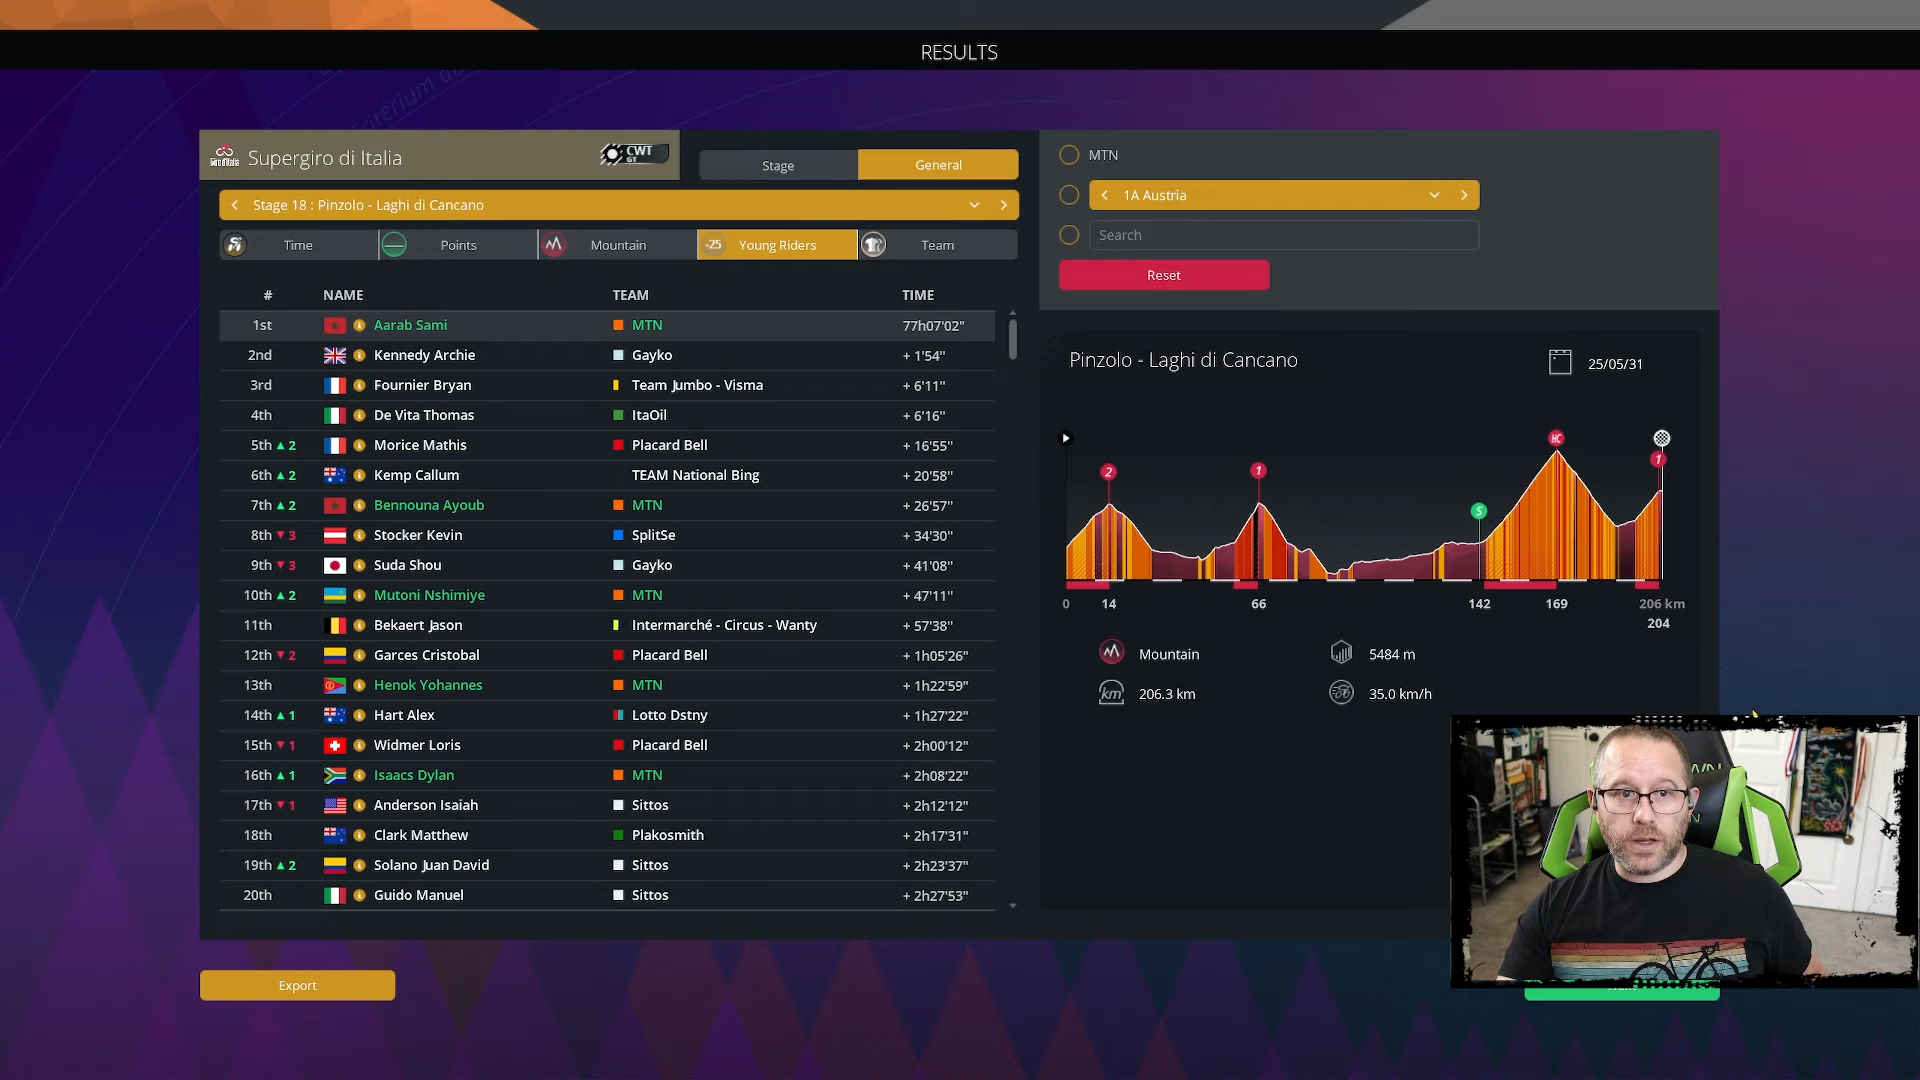 RESULTS
Critérium
Supergiro di Italia
CWT
GT
Stage
General
Stage 18 : Pinzolo - Laghi di Cancano
Time
Points
Mountain
-25
Young Riders
Team
# NAME TEAM TIME
1st Aarab Sami MTN 77h07'02"
2nd Kennedy Archie Gayko + 1'54"
3rd Fournier Bryan Team Jumbo - Visma + 6'11"
4th De Vita Thomas ItaOil + 6'16"
5th ▲ 2 Morice Mathis Placard Bell + 16'55"
6th ▲ 2 Kemp Callum TEAM National Bing + 20'58"
7th ▲ 2 Bennouna Ayoub MTN + 26'57"
8th ▼ 3 Stocker Kevin SplitSe + 34'30"
9th ▼ 3 Suda Shou Gayko + 41'08"
10th ▲ 2 Mutoni Nshimiye MTN + 47'11"
11th Bekaert Jason Intermarché - Circus - Wanty + 57'38"
12th ▼ 2 Garces Cristobal Placard Bell + 1h05'26"
13th Henok Yohannes MTN + 1h22'59"
14th ▲ 1 Hart Alex Lotto Dstny + 1h27'22"
15th ▼ 1 Widmer Loris Placard Bell + 2h00'12"
16th ▲ 1 Isaacs Dylan MTN + 2h08'22"
17th ▼ 1 Anderson Isaiah Sittos + 2h12'12"
18th Clark Matthew Plakosmith + 2h17'31"
19th ▲ 2 Solano Juan David Sittos + 2h23'37"
20th Guido Manuel Sittos + 2h27'53"
Export
MTN
1A Austria
Search
Reset
Pinzolo - Laghi di Cancano
25/05/31
2
1
S
HC
1
0 14 66 142 169 206 km
204
Mountain
5484 m
km
206.3 km
35.0 km/h